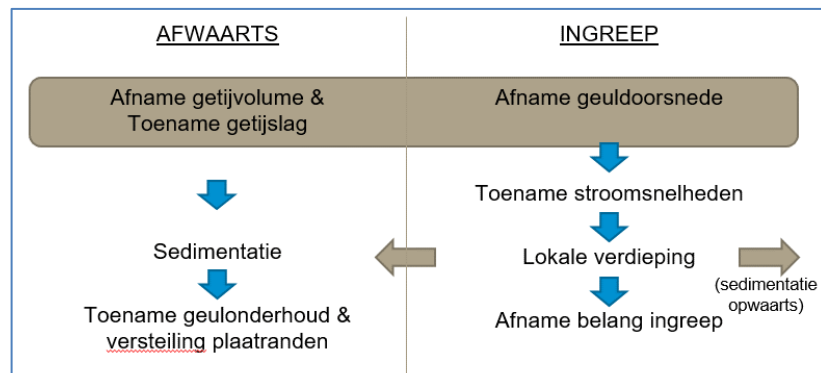 AFWAARTS
INGREEP
Afname getijvolume &
Toename getijslag
Afname geuldoorsnede
Toename stroomsnelheden
Sedimentatie
Lokale verdieping
(sedimentatie
opwaarts)
Toename geulonderhoud &
versteiling plaatranden
Afname belang ingreep